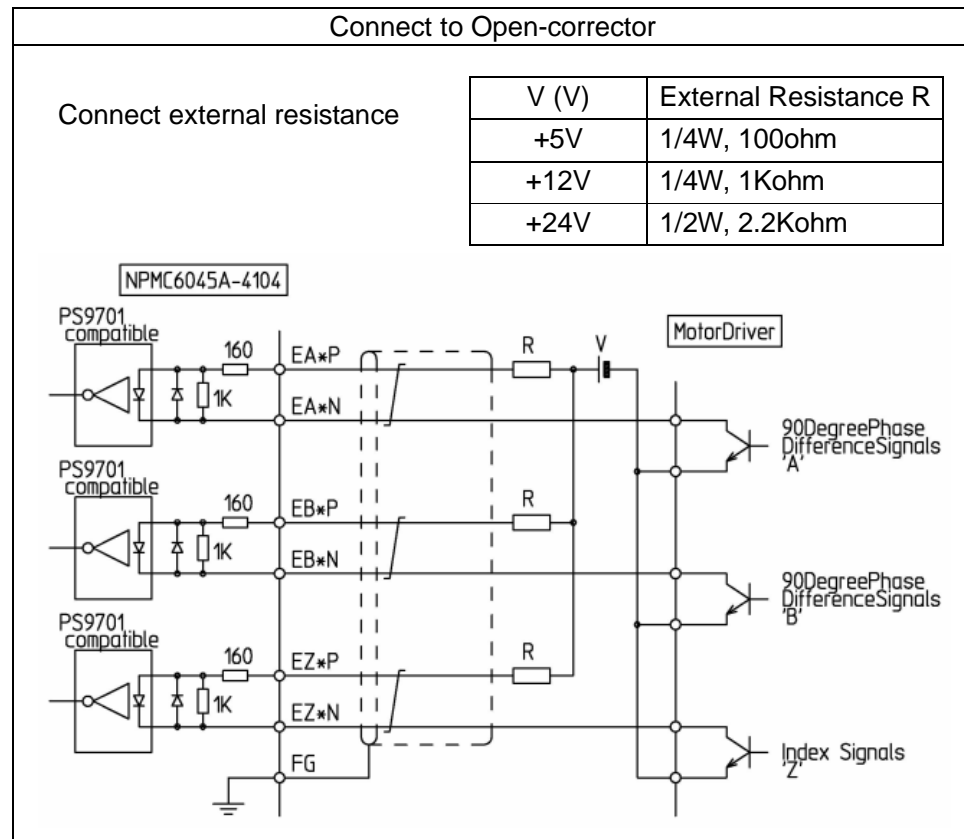 Connect to Open-corrector
Connect external resistance
V (V) External Resistance R
+5V 1/4W, 100ohm
+12V 1/4W, 1Kohm
+24V 1/2W, 2.2Kohm
NPMC6045A-4104
MotorDriver
PS9701
compatible
160
1K
EA*P
EA*N
R
V
90DegreePhase
DifferenceSignals
'A'
PS9701
compatible
160
1K
EB*P
EB*N
R
90DegreePhase
DifferenceSignals
'B'
PS9701
compatible
160
1K
EZ*P
EZ*N
R
FG
Index Signals
'Z'